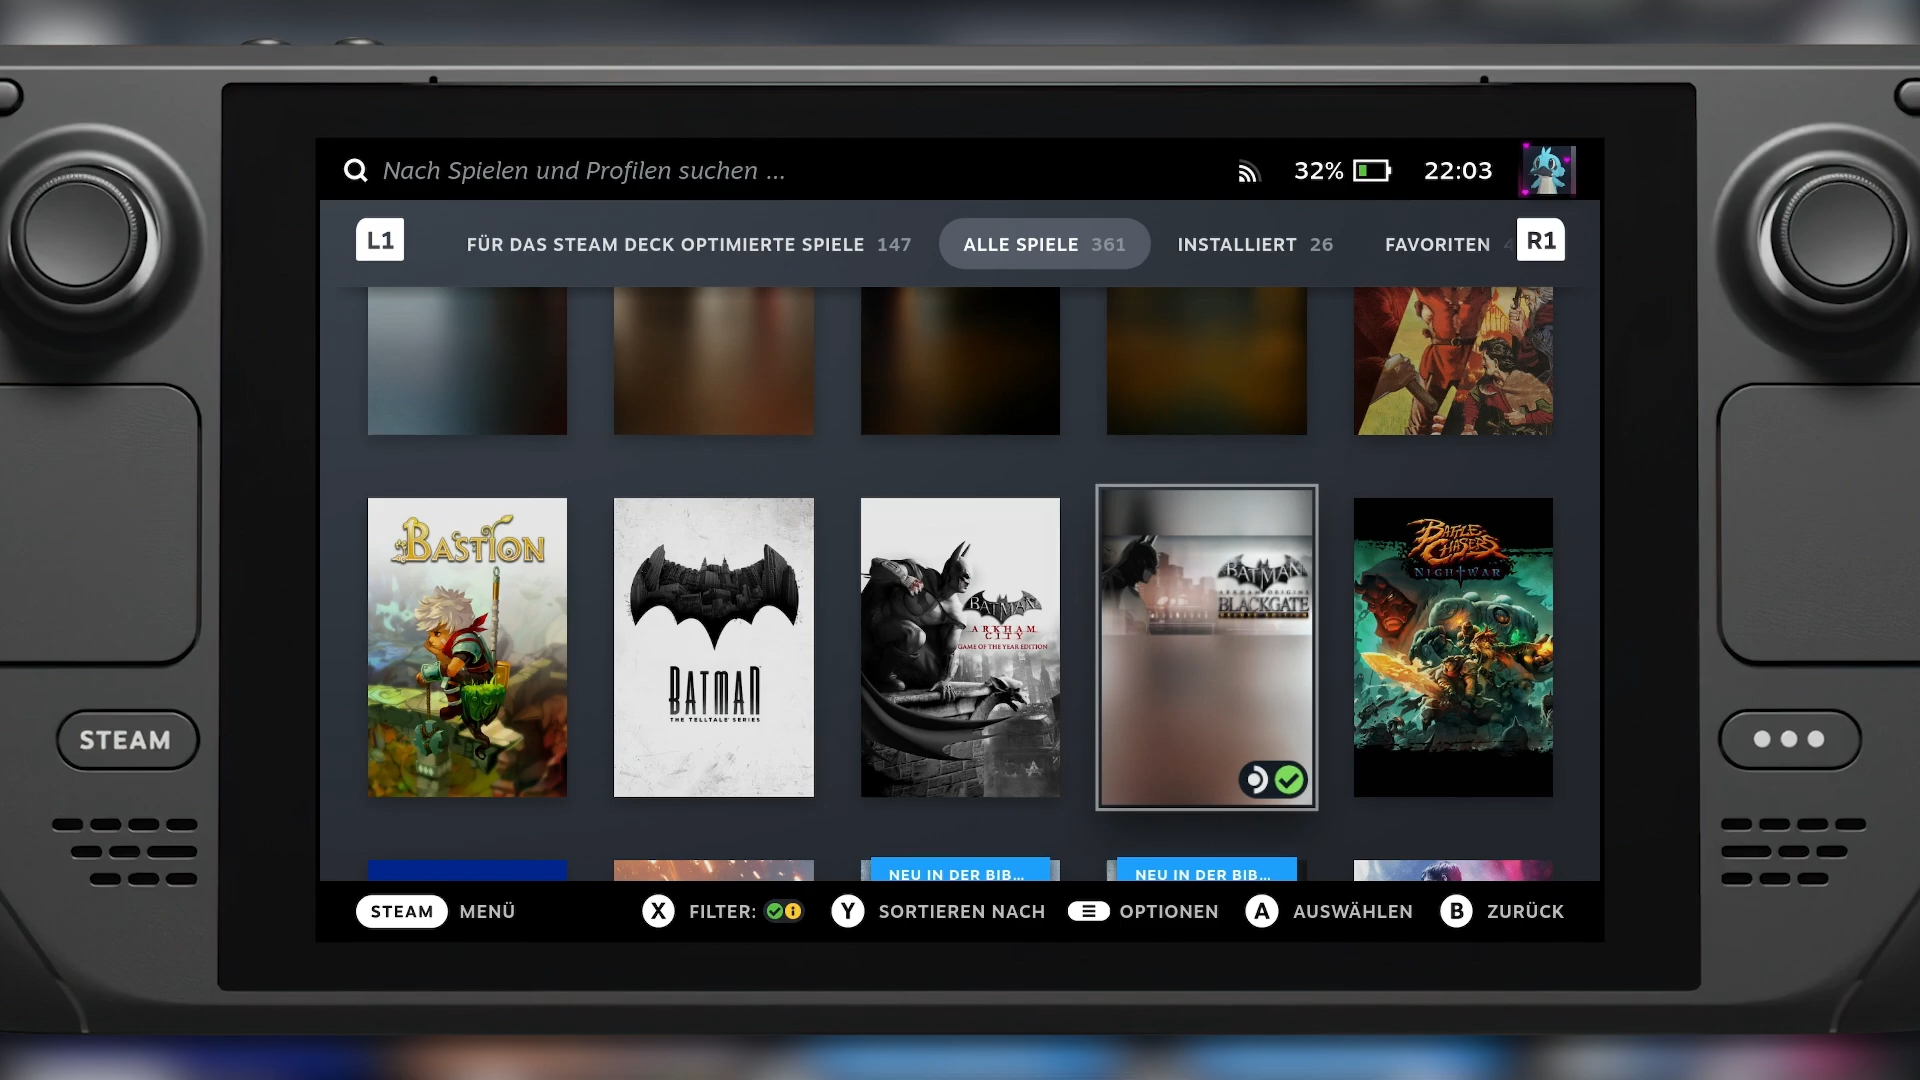 Nach Spielen und Profilen suchen ...
32%
22:03
L1
FÜR DAS STEAM DECK OPTIMIERTE SPIELE 147
ALLE SPIELE 361
INSTALLIERT 26
FAVORITEN
R1
BASTION
BATMAN
THE TELLTALE SERIES
BATMAN
ARKHAM
CITY
GAME OF THE YEAR EDITION
BATMAN
ARKHAM ORIGINS
BLACKGATE
BATTLE
CHASERS
NIGHTWAR
STEAM
NEU IN DER BIB...
NEU IN DER BIB...
STEAM MENÜ
X FILTER:
Y SORTIEREN NACH
OPTIONEN
A AUSWÄHLEN
B ZURÜCK